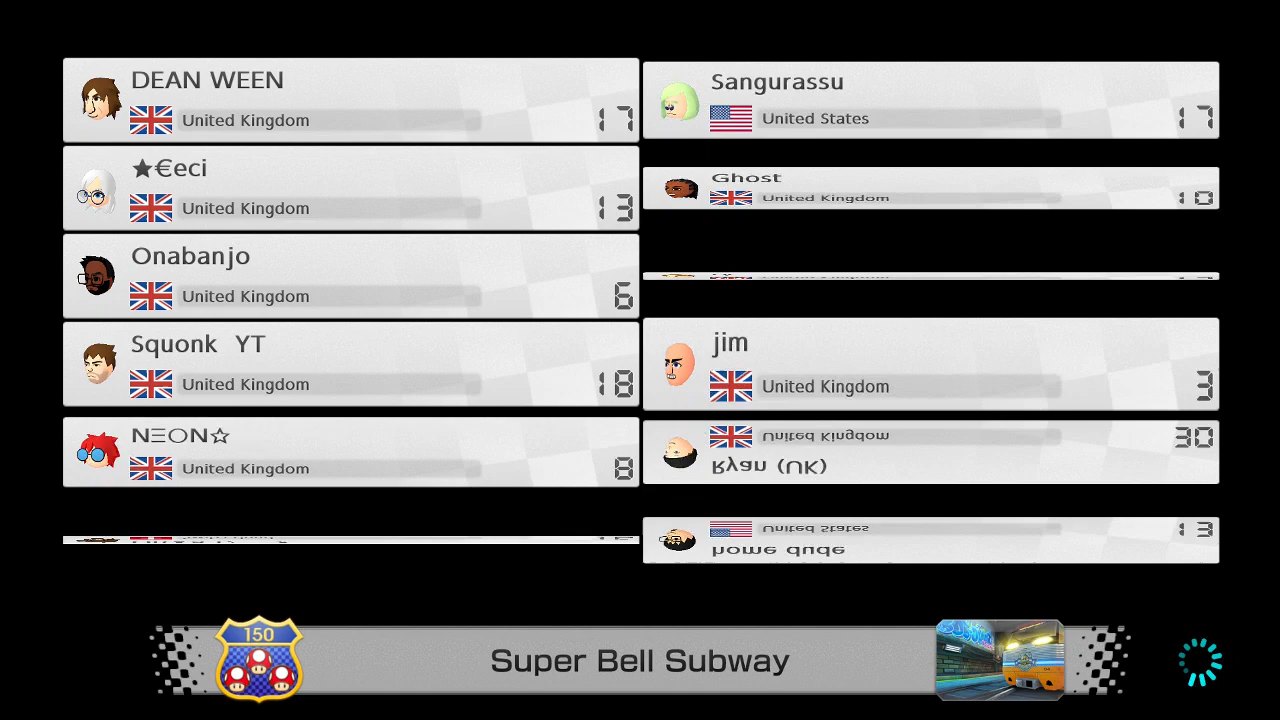 DEAN WEEN
United Kingdom
17
★€eci
United Kingdom
13
Onabanjo
United Kingdom
6
Squonk YT
United Kingdom
18
NΞ○N☆
United Kingdom
8
Sangurassu
United States
17
Ghost
United Kingdom
10
jim
United Kingdom
3
United Kingdom
30
Ryan (UK)
United States
13
home dude
150
Super Bell Subway